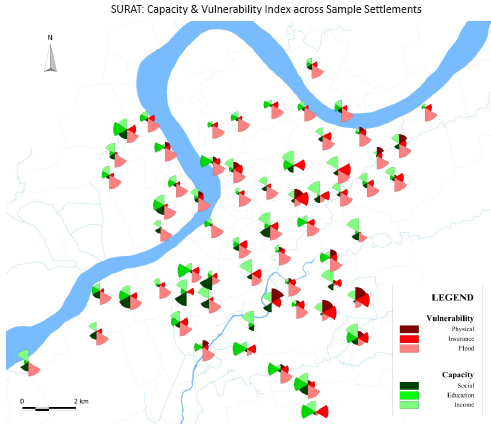 SURAT: Capacity & Vulnerability Index across Sample Settlements
N
LEGEND
Vulnerability
Physical
Insurance
Flood
Capacity
Social
Education
Income
0 2 km